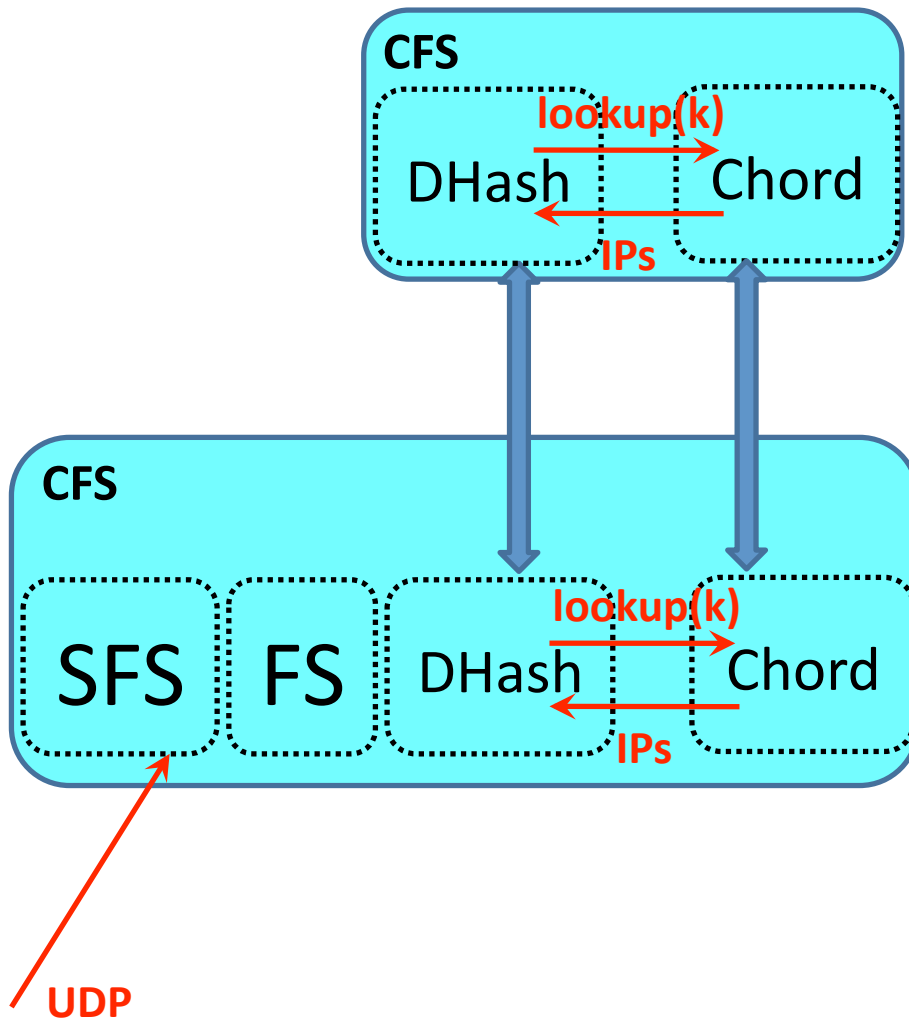 CFS
lookup(k)
DHash
Chord
IPs
CFS
lookup(k)
SFS
FS
DHash
Chord
IPs
UDP